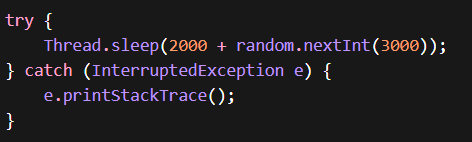 try {
    Thread.sleep(2000 + random.nextInt(3000));
} catch (InterruptedException e) {
    e.printStackTrace();
}